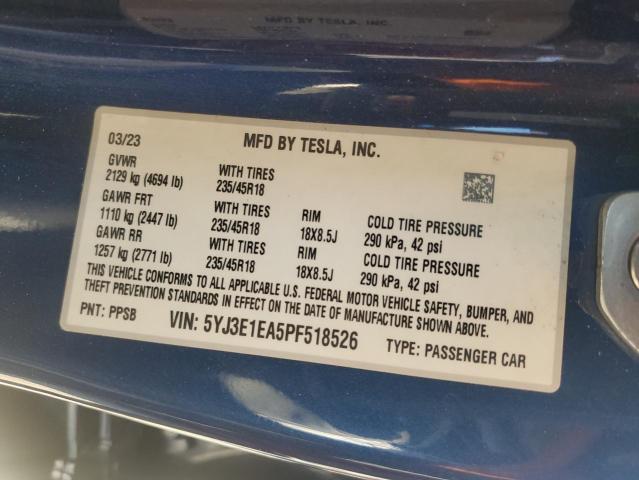 MFD BY TESLA, INC.
03/23 MFD BY TESLA, INC.
GVWR WITH TIRES
2129 kg (4694 lb) 235/45R18
GAWR FRT WITH TIRES RIM COLD TIRE PRESSURE
1110 kg (2447 lb) 235/45R18 18X8.5J 290 kPa, 42 psi
GAWR RR WITH TIRES RIM COLD TIRE PRESSURE
1257 kg (2771 lb) 235/45R18 18X8.5J 290 kPa, 42 psi
THIS VEHICLE CONFORMS TO ALL APPLICABLE U.S. FEDERAL MOTOR VEHICLE SAFETY, BUMPER, AND
THEFT PREVENTION STANDARDS IN EFFECT ON THE DATE OF MANUFACTURE SHOWN ABOVE.
PNT: PPSB VIN: 5YJ3E1EA5PF518526 TYPE: PASSENGER CAR